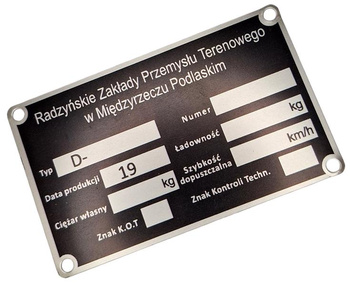 Radzyńskie Zakłady Przemysłu Terenowego
w Międzyrzeczu Podlaskim
Typ D-
Numer
Data produkcji 19
Ładowność kg
Ciężar własny kg
Szybkość
dopuszczalna km/h
Znak K.O.T
Znak Kontroli Techn.